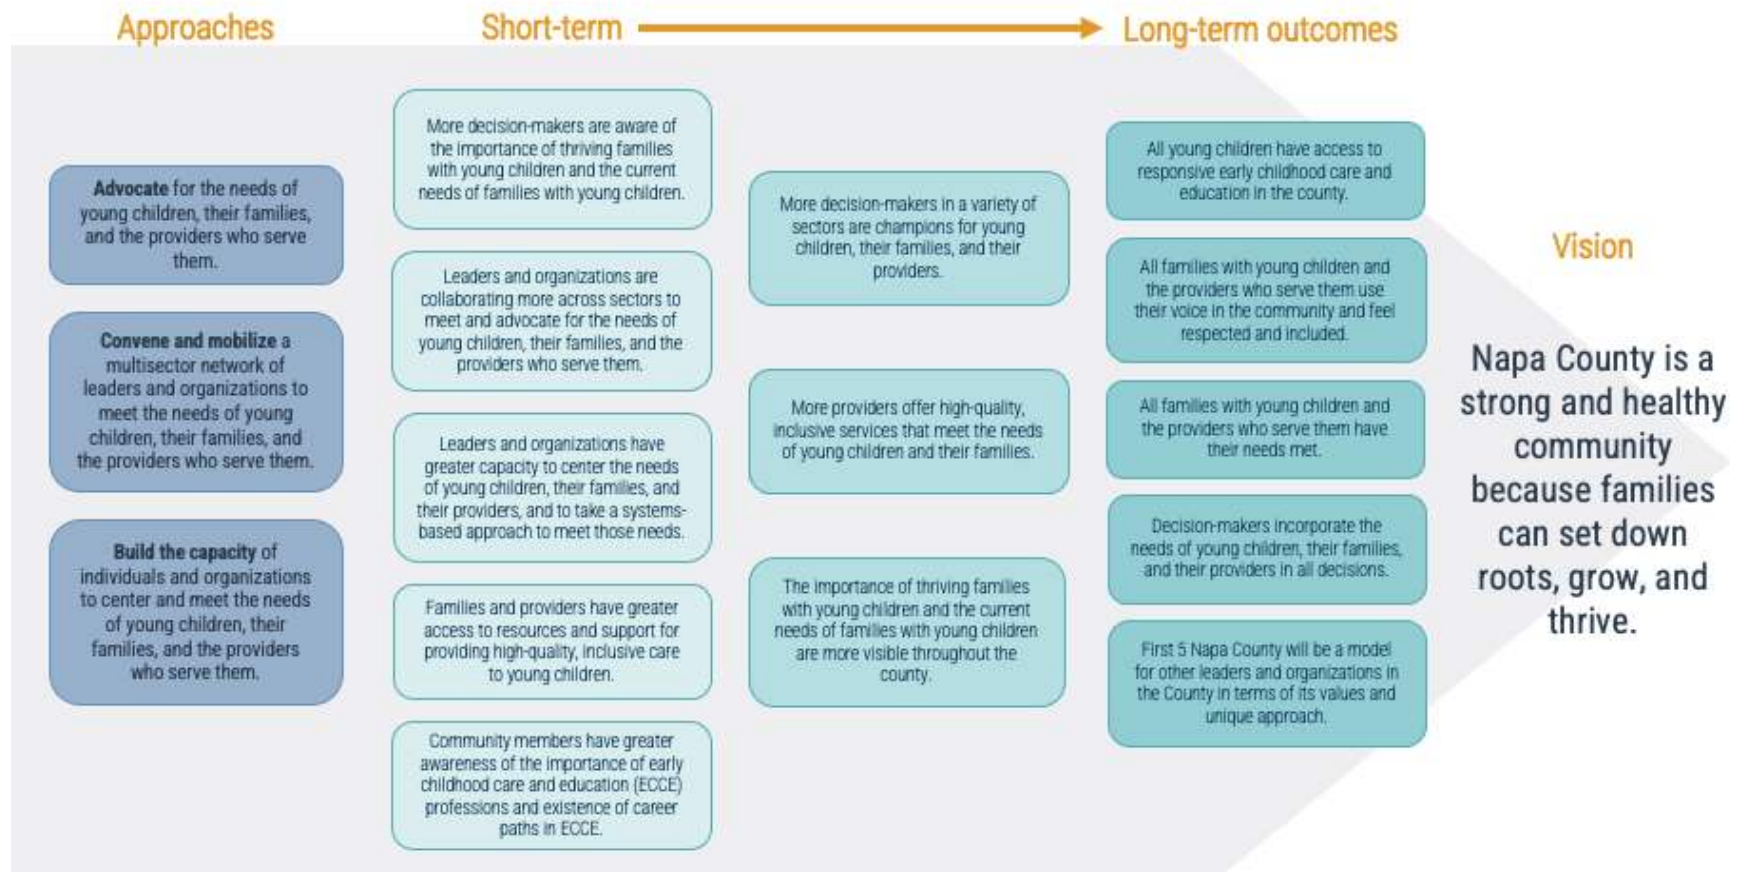 Approaches
Short-term
Long-term outcomes
Advocate for the needs of
young children, their families,
and the providers who serve
them.
Convene and mobilize a
multisector network of
leaders and organizations to
meet the needs of young
children, their families, and
the providers who serve them.
Build the capacity of
individuals and organizations
to center and meet the needs
of young children, their
families, and the providers
who serve them.
More decision-makers are aware of
the importance of thriving families
with young children and the current
needs of families with young children.
Leaders and organizations are
collaborating more across sectors to
meet and advocate for the needs of
young children, their families, and the
providers who serve them.
Leaders and organizations have
greater capacity to center the needs
of young children, their families, and
their providers, and to take a systems-
based approach to meet those needs.
Families and providers have greater
access to resources and support for
providing high-quality, inclusive care
to young children.
Community members have greater
awareness of the importance of early
childhood care and education (ECCE)
professions and existence of career
paths in ECCE.
More decision-makers in a variety of
sectors are champions for young
children, their families, and their
providers.
More providers offer high-quality,
inclusive services that meet the needs
of young children and their families.
The importance of thriving families
with young children and the current
needs of families with young children
are more visible throughout the
county.
All young children have access to
responsive early childhood care and
education in the county.
All families with young children and
the providers who serve them use
their voice in the community and feel
respected and included.
All families with young children and
the providers who serve them have
their needs met.
Decision-makers incorporate the
needs of young children, their families,
and their providers in all decisions.
First 5 Napa County will be a model
for other leaders and organizations in
the County in terms of its values and
unique approach.
Vision
Napa County is a
strong and healthy
community
because families
can set down
roots, grow, and
thrive.